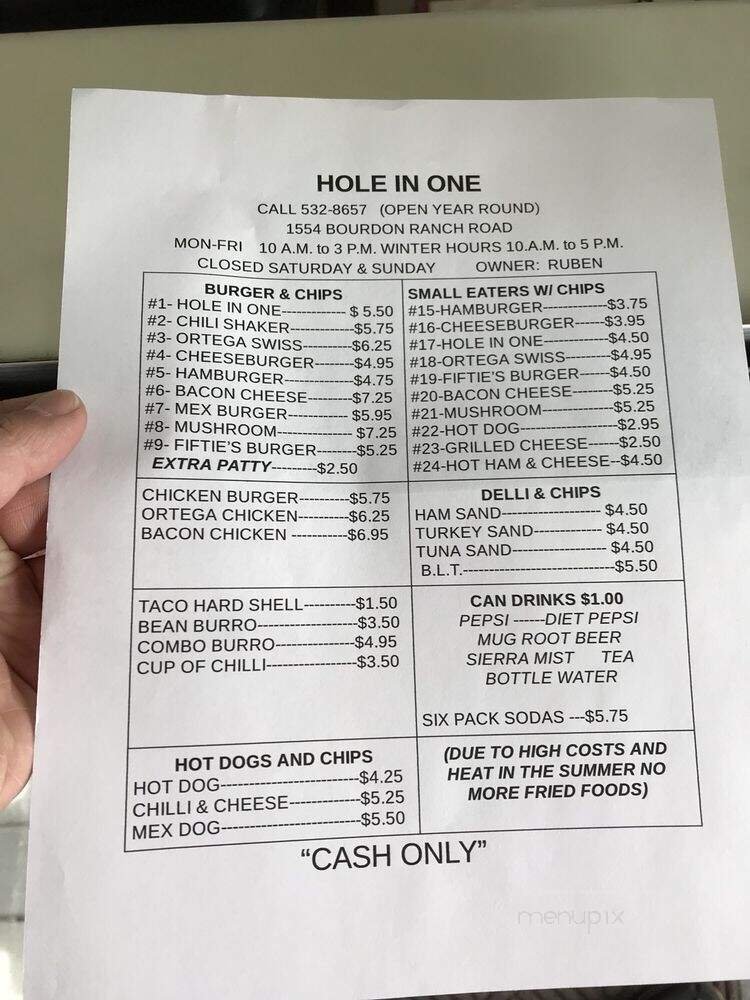 HOLE IN ONE
CALL 532-8657 (OPEN YEAR ROUND)
1554 BOURDON RANCH ROAD
MON-FRI 10 A.M. to 3 P.M. WINTER HOURS 10.A.M. to 5 P.M.
CLOSED SATURDAY & SUNDAY OWNER: RUBEN
BURGER & CHIPS
#1- HOLE IN ONE------------- $ 5.50
#2- CHILI SHAKER-------------$5.75
#3- ORTEGA SWISS----------$6.25
#4- CHEESEBURGER--------$4.95
#5- HAMBURGER--------------$4.75
#6- BACON CHEESE---------$7.25
#7- MEX BURGER------------- $5.95
#8- MUSHROOM--------------- $7.25
#9- FIFTIE'S BURGER--------$5.25
EXTRA PATTY---------$2.50
SMALL EATERS W/ CHIPS
#15-HAMBURGER-------------$3.75
#16-CHEESEBURGER------$3.95
#17-HOLE IN ONE-------------$4.50
#18-ORTEGA SWISS---------$4.95
#19-FIFTIE'S BURGER------$4.50
#20-BACON CHEESE---------$5.25
#21-MUSHROOM---------------$5.25
#22-HOT DOG--------------------$2.95
#23-GRILLED CHEESE------$2.50
#24-HOT HAM & CHEESE--$4.50
CHICKEN BURGER----------$5.75
ORTEGA CHICKEN----------$6.25
BACON CHICKEN -----------$6.95
DELLI & CHIPS
HAM SAND-------------------- $4.50
TURKEY SAND-------------- $4.50
TUNA SAND------------------- $4.50
B.L.T.-------------------------------$5.50
TACO HARD SHELL----------$1.50
BEAN BURRO--------------------$3.50
COMBO BURRO----------------$4.95
CUP OF CHILLI------------------$3.50
CAN DRINKS $1.00
PEPSI ------DIET PEPSI
MUG ROOT BEER
SIERRA MIST TEA
BOTTLE WATER
SIX PACK SODAS ---$5.75
HOT DOGS AND CHIPS
HOT DOG---------------------------$4.25
CHILLI & CHEESE--------------$5.25
MEX DOG---------------------------$5.50
(DUE TO HIGH COSTS AND
HEAT IN THE SUMMER NO
MORE FRIED FOODS)
“CASH ONLY”
menupix